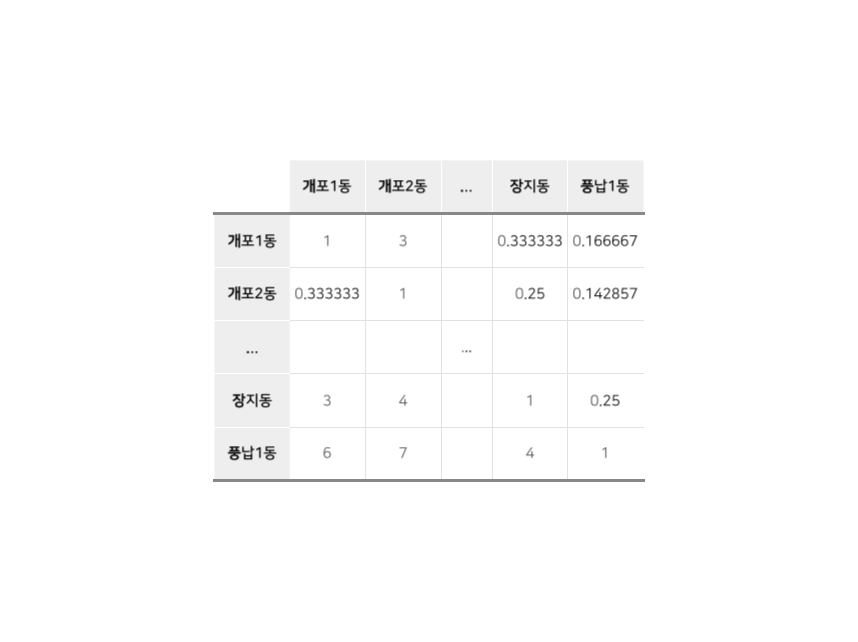 개포1동 개포2동 ... 장지동 풍납1동
개포1동 1 3 0.333333 0.166667
개포2동 0.333333 1 0.25 0.142857
... ...
장지동 3 4 1 0.25
풍납1동 6 7 4 1